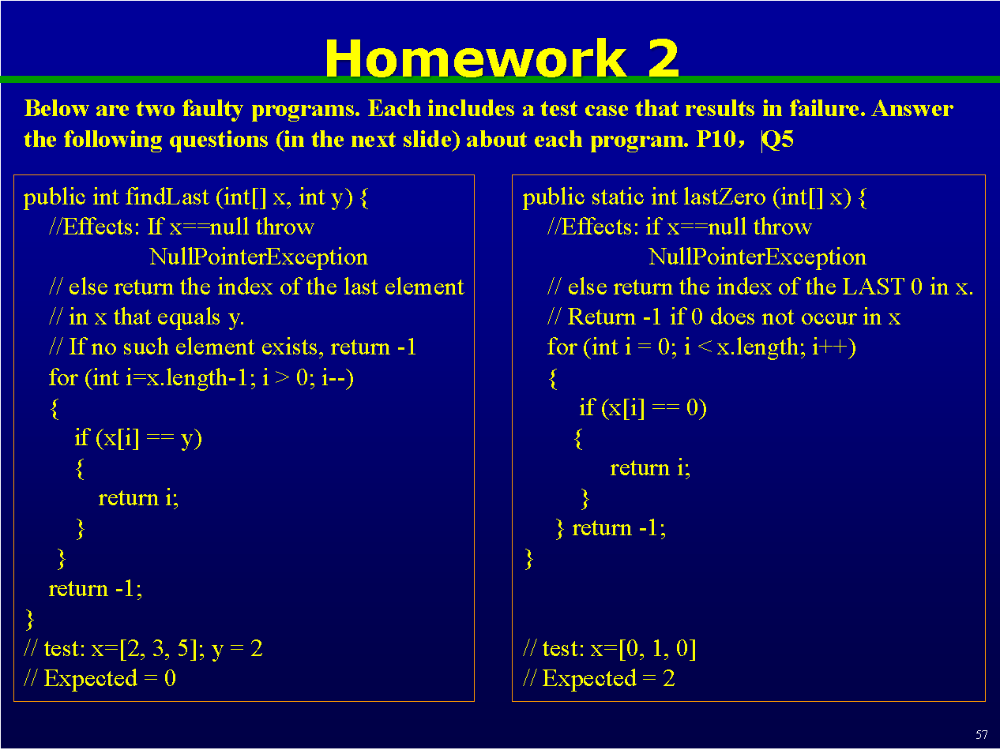 Homework 2
Below are two faulty programs. Each includes a test case that results in failure. Answer
the following questions (in the next slide) about each program. P10，Q5
public int findLast (int[] x, int y) {
//Effects: If x==null throw
NullPointerException
// else return the index of the last element
// in x that equals y.
// If no such element exists, return -1
for (int i=x.length-1; i > 0; i--)
{
if (x[i] == y)
{
return i;
}
}
return -1;
}
// test: x=[2, 3, 5]; y = 2
// Expected = 0
public static int lastZero (int[] x) {
//Effects: if x==null throw
NullPointerException
// else return the index of the LAST 0 in x.
// Return -1 if 0 does not occur in x
for (int i = 0; i < x.length; i++)
{
if (x[i] == 0)
{
return i;
}
} return -1;
}
// test: x=[0, 1, 0]
// Expected = 2
57